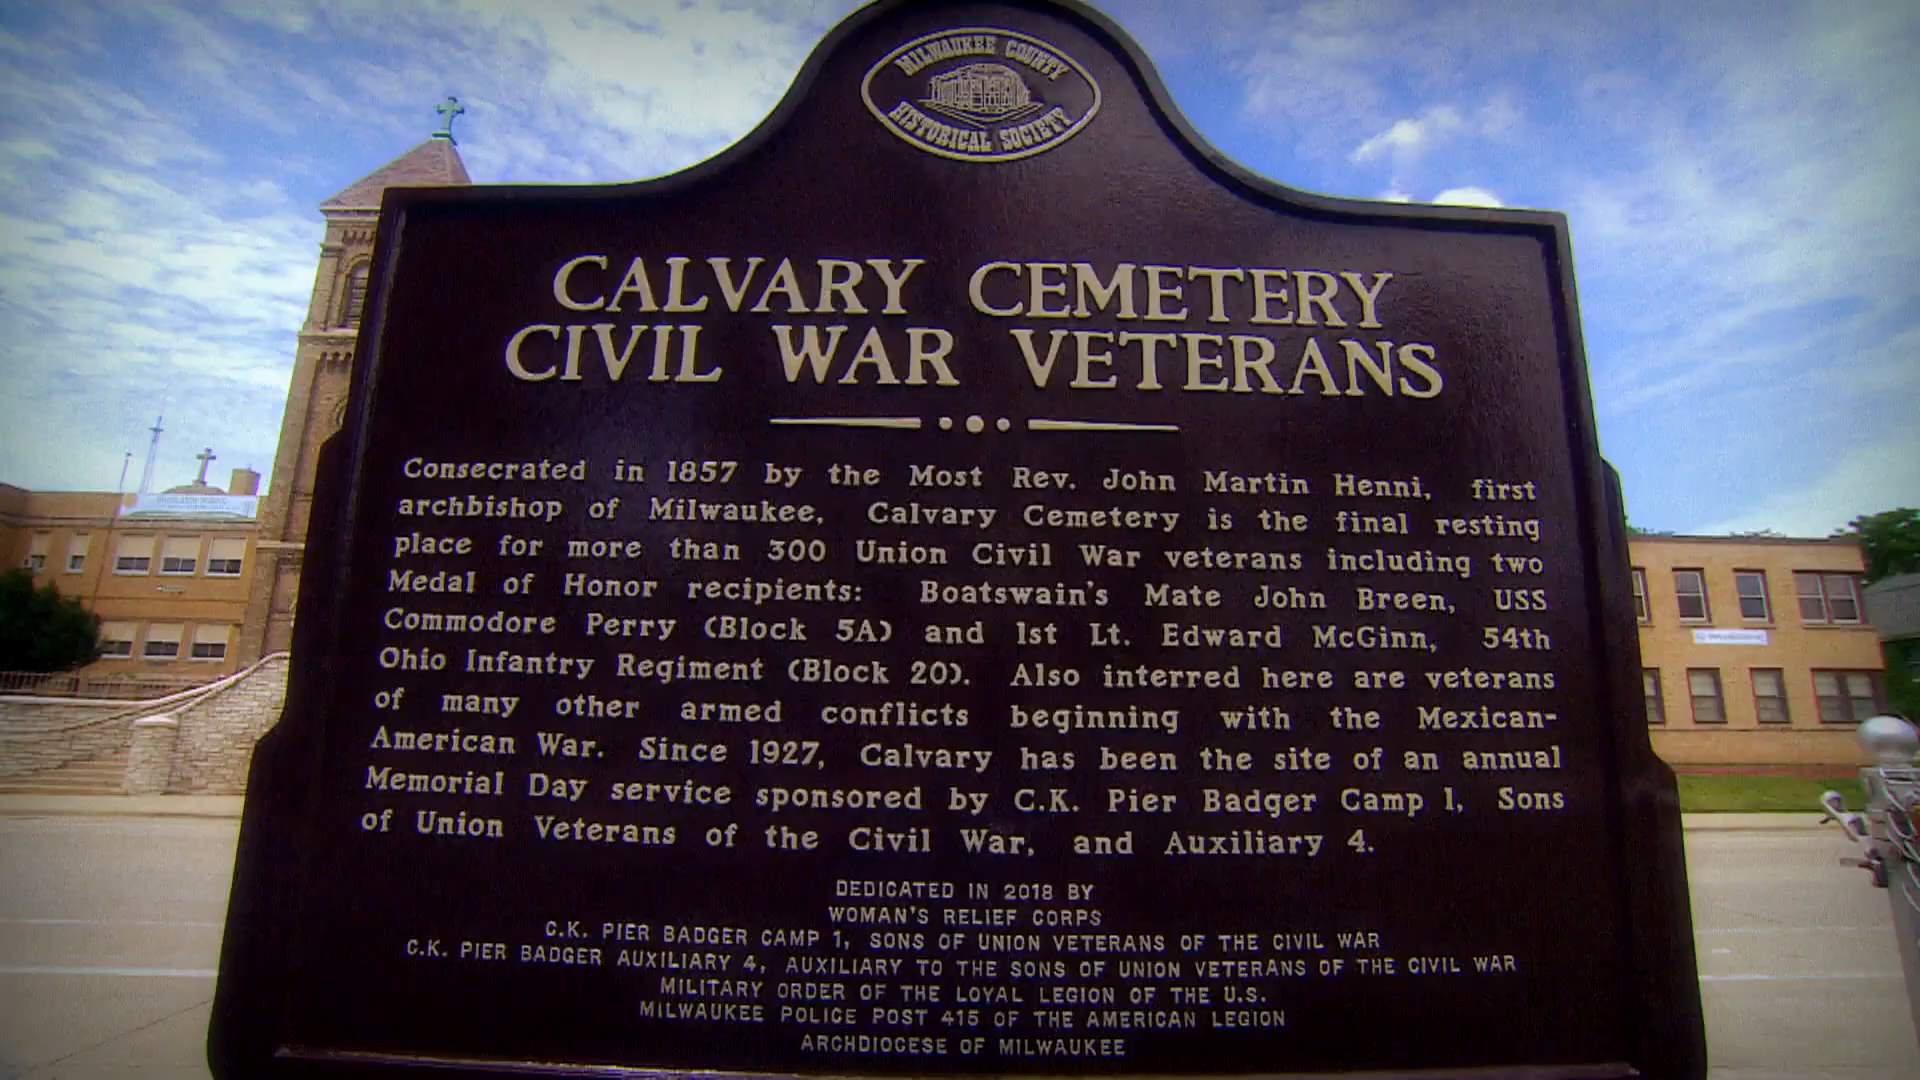 MILWAUKEE COUNTY
HISTORICAL SOCIETY
CALVARY CEMETERY
CIVIL WAR VETERANS
Consecrated in 1857 by the Most Rev. John Martin Henni, first
archbishop of Milwaukee, Calvary Cemetery is the final resting
place for more than 300 Union Civil War veterans including two
Medal of Honor recipients: Boatswain's Mate John Breen, USS
Commodore Perry (Block 5A) and 1st Lt. Edward McGinn, 54th
Ohio Infantry Regiment (Block 20). Also interred here are veterans
of many other armed conflicts beginning with the Mexican-
American War. Since 1927, Calvary has been the site of an annual
Memorial Day service sponsored by C.K. Pier Badger Camp 1, Sons
of Union Veterans of the Civil War, and Auxiliary 4.
DEDICATED IN 2018 BY
WOMAN'S RELIEF CORPS
C.K. PIER BADGER CAMP 1, SONS OF UNION VETERANS OF THE CIVIL WAR
C.K. PIER BADGER AUXILIARY 4, AUXILIARY TO THE SONS OF UNION VETERANS OF THE CIVIL WAR
MILITARY ORDER OF THE LOYAL LEGION OF THE U.S.
MILWAUKEE POLICE POST 415 OF THE AMERICAN LEGION
ARCHDIOCESE OF MILWAUKEE